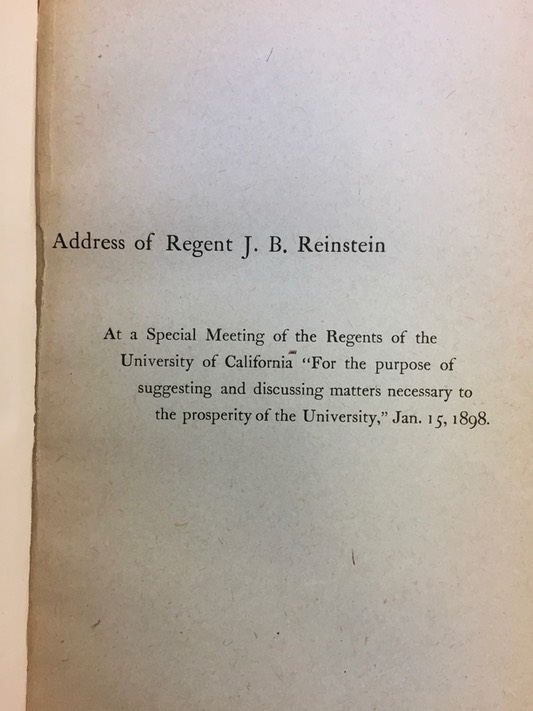 Address of Regent J. B. Reinstein
At a Special Meeting of the Regents of the
University of California “For the purpose of
suggesting and discussing matters necessary to
the prosperity of the University,” Jan. 15, 1898.